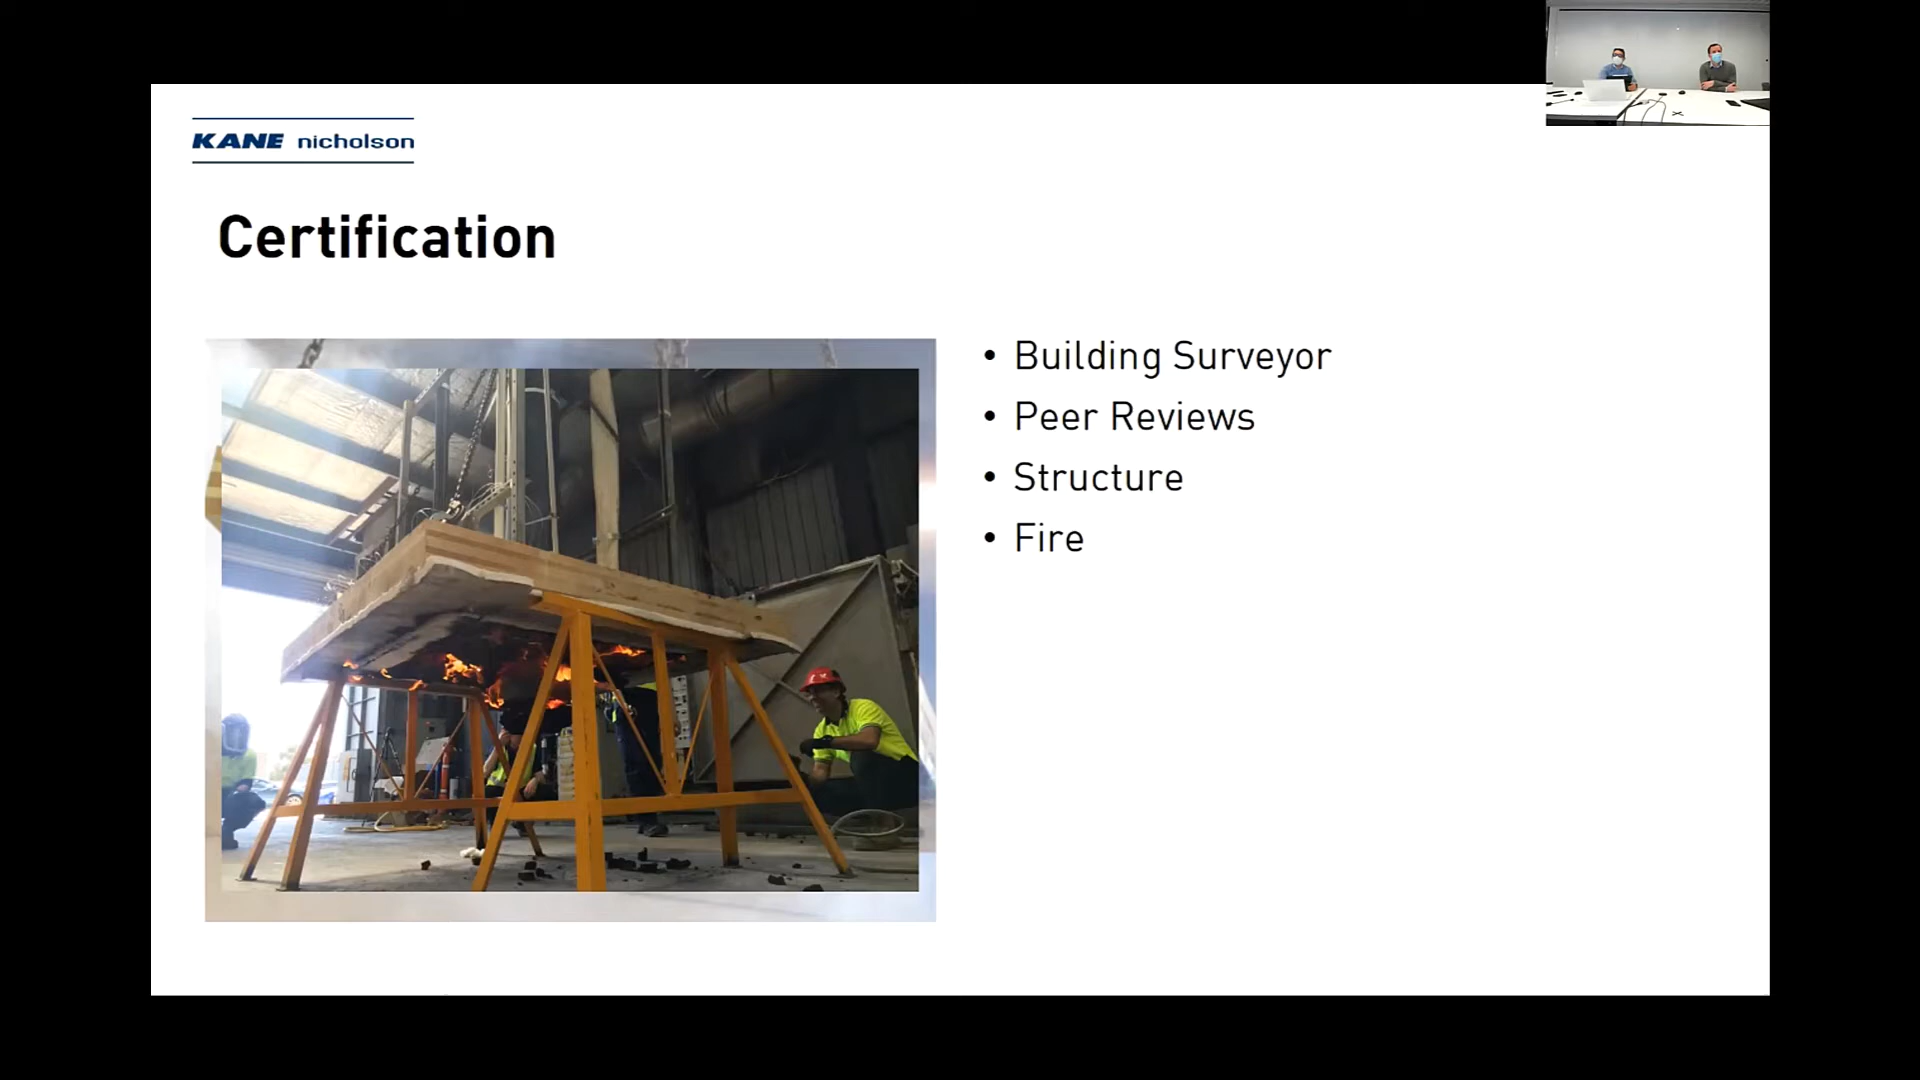 KANE nicholson
Certification
• Building Surveyor
• Peer Reviews
• Structure
• Fire